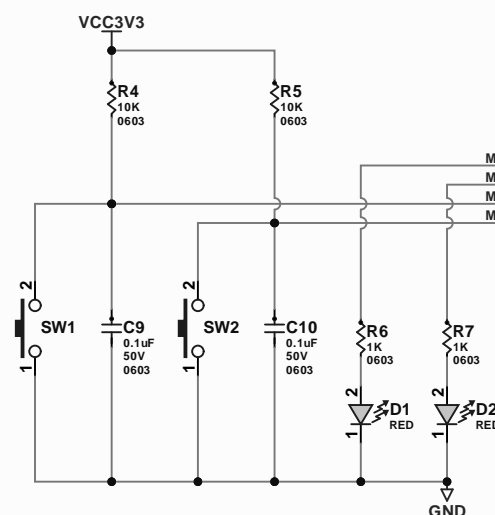 VCC3V3
R4
10K
0603
R5
10K
0603
M
M
M
M
2
SW1
1
C9
0.1uF
50V
0603
2
SW2
1
C10
0.1uF
50V
0603
R6
1K
0603
R7
1K
0603
2
D1
RED
1
2
D2
RED
1
GND